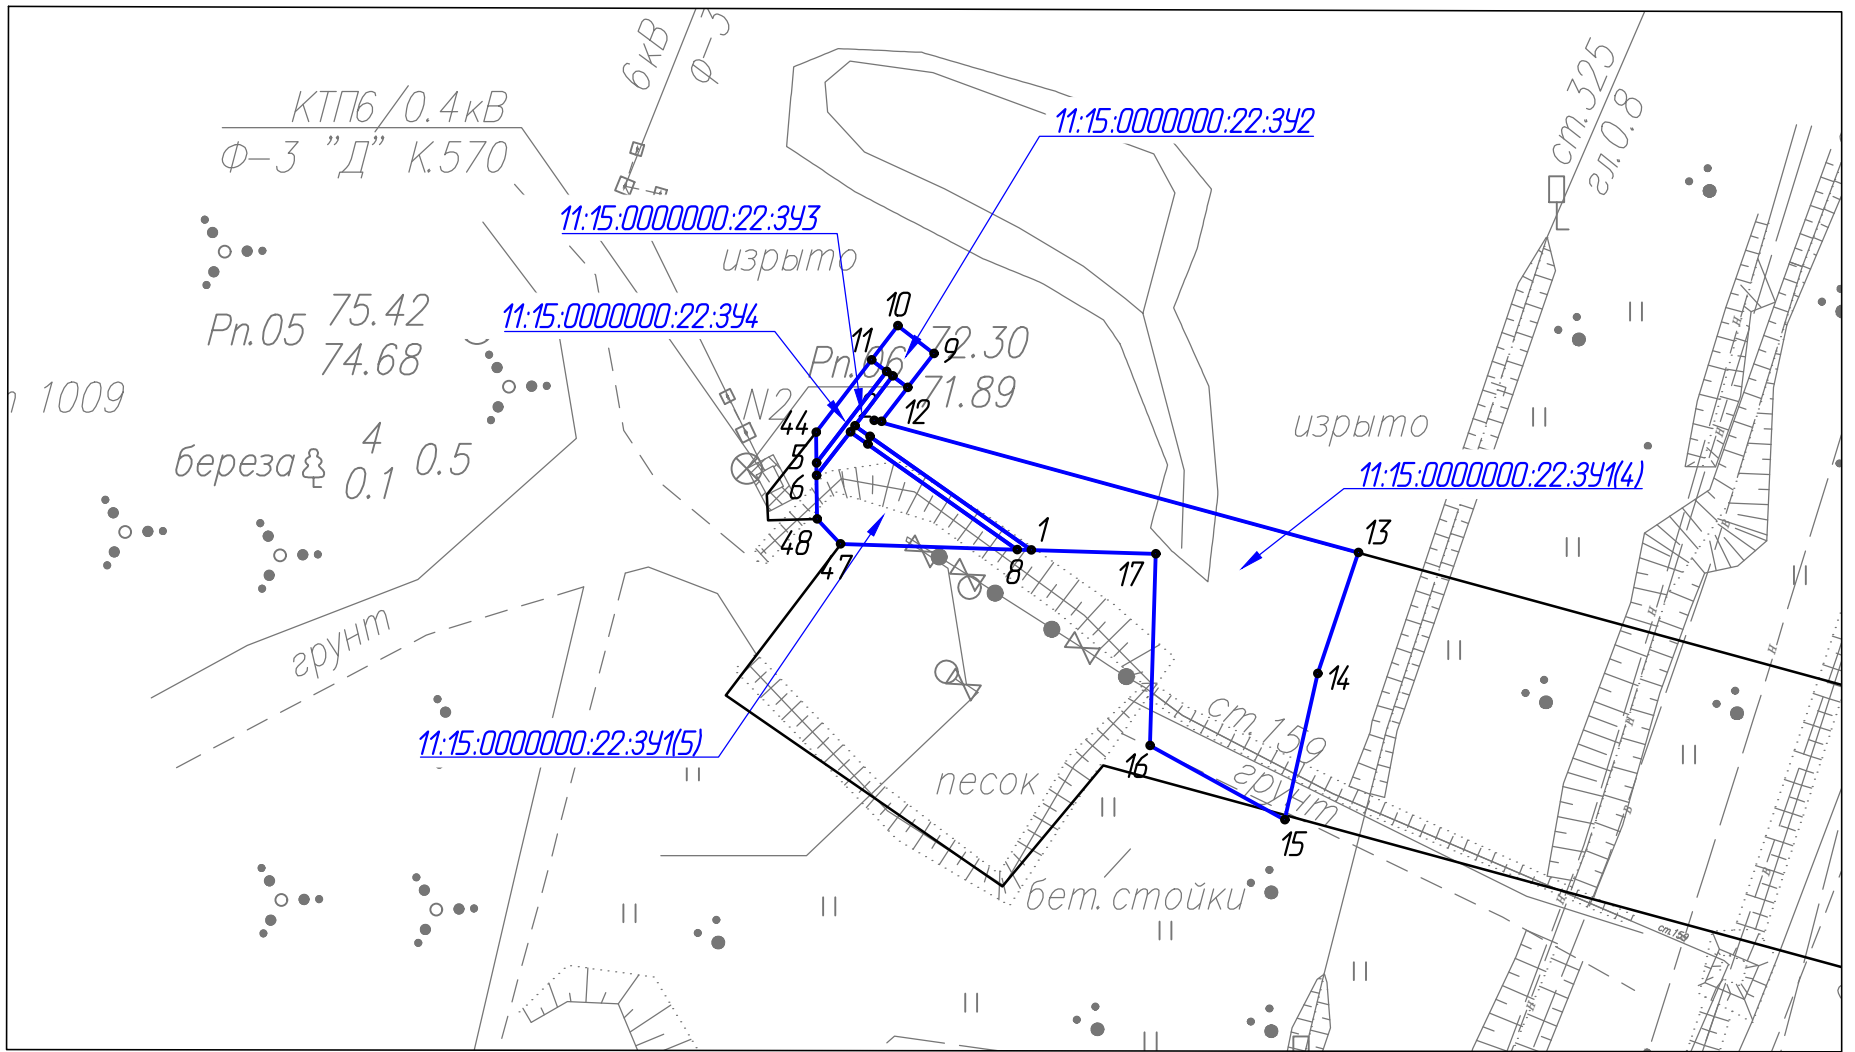 6кВ
ф-3
КТП6/0.4кВ
Ф-3 "Д" К.570
11:15:0000000:22:ЗУ2
ст.325
гл.0.8
11:15:0000000:22:ЗУ3
изрыто
11:15:0000000:22:ЗУ4
Рп.05 75.42
74.68
10
11
9
Рп.06 72.30
71.89
1009
N2
12
44
изрыто
береза 4
0.1 0.5
5
6
11:15:0000000:22:ЗУ1(4)
48
47
8
1
17
13
грунт
14
11:15:0000000:22:ЗУ1(5)
ст.159
16
грунт
песок
15
бет.стойки
ст.159